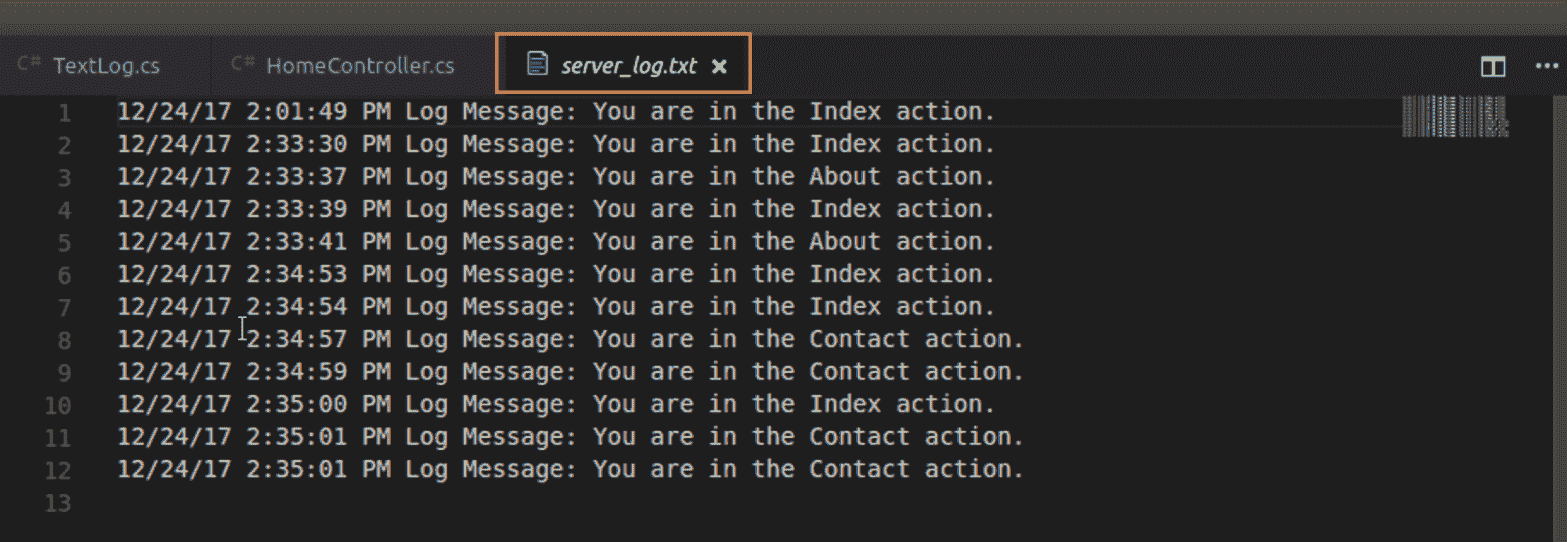 C# TextLog.cs C# HomeController.cs server_log.txt
1 12/24/17 2:01:49 PM Log Message: You are in the Index action.
2 12/24/17 2:33:30 PM Log Message: You are in the Index action.
3 12/24/17 2:33:37 PM Log Message: You are in the About action.
4 12/24/17 2:33:39 PM Log Message: You are in the Index action.
5 12/24/17 2:33:41 PM Log Message: You are in the About action.
6 12/24/17 2:34:53 PM Log Message: You are in the Index action.
7 12/24/17 2:34:54 PM Log Message: You are in the Index action.
8 12/24/17 2:34:57 PM Log Message: You are in the Contact action.
9 12/24/17 2:34:59 PM Log Message: You are in the Contact action.
10 12/24/17 2:35:00 PM Log Message: You are in the Index action.
11 12/24/17 2:35:01 PM Log Message: You are in the Contact action.
12 12/24/17 2:35:01 PM Log Message: You are in the Contact action.
13